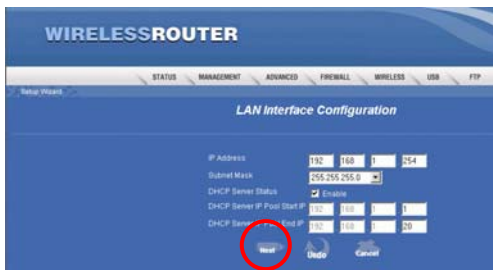 WIRELESSROUTER
STATUS MANAGEMENT ADVANCED FIREWALL WIRELESS USB FTP
Setup Wizard
LAN Interface Configuration
IP Address 192 168 1 254
Subnet Mask 255.255.255.0
DHCP Server Status Enable
DHCP Server IP Pool Start IP 192 168 1 1
DHCP Server IP Pool End IP 192 168 1 20
Next Undo Cancel